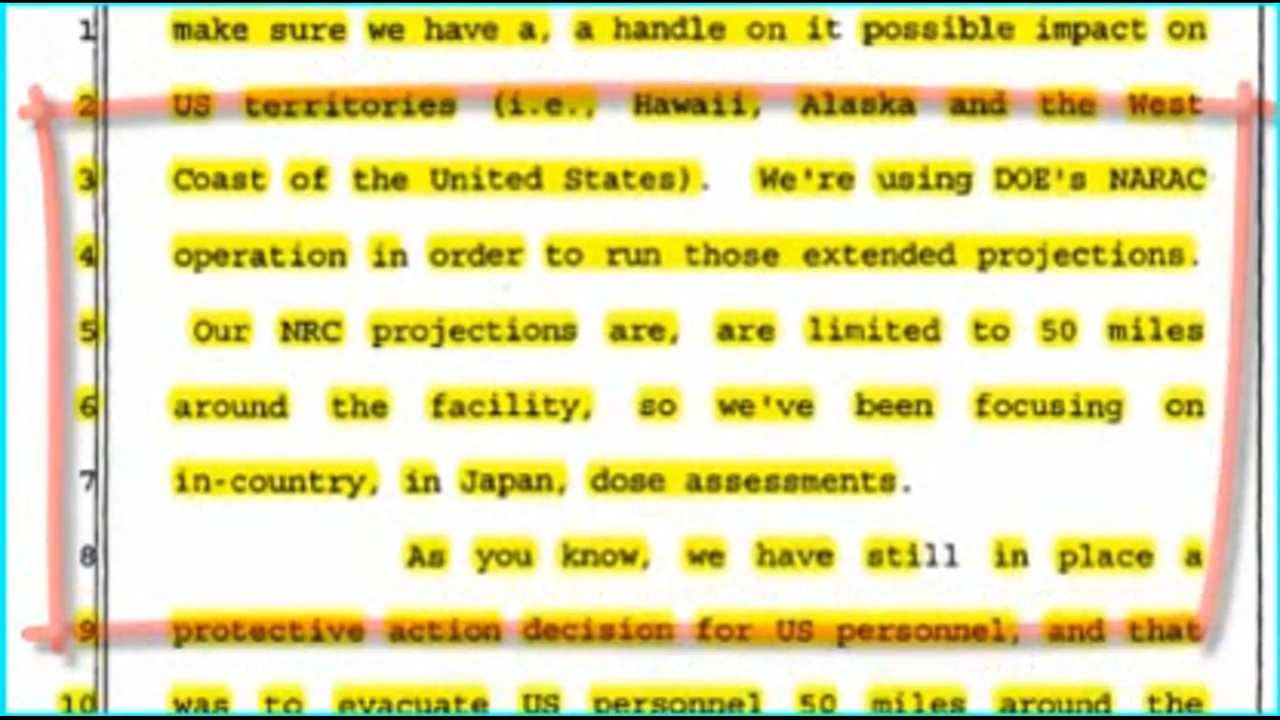 1 make sure we have a, a handle on it possible impact on
2 US territories (i.e., Hawaii, Alaska and the West
3 Coast of the United States). We're using DOE's NARAC
4 operation in order to run those extended projections.
5 Our NRC projections are, are limited to 50 miles
6 around the facility, so we've been focusing on
7 in-country, in Japan, dose assessments.
8 As you know, we have still in place a
9 protective action decision for US personnel, and that
10 was to evacuate US personnel 50 miles around the